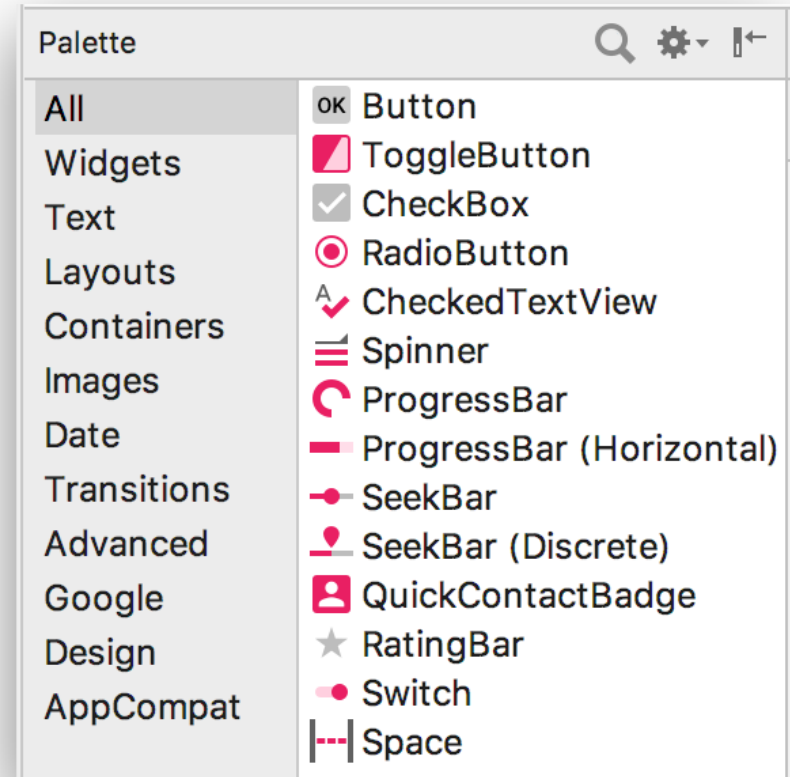 Palette
All
Widgets
Text
Layouts
Containers
Images
Date
Transitions
Advanced
Google
Design
AppCompat
OK Button
ToggleButton
CheckBox
RadioButton
A CheckedTextView
Spinner
ProgressBar
ProgressBar (Horizontal)
SeekBar
SeekBar (Discrete)
QuickContactBadge
RatingBar
Switch
Space